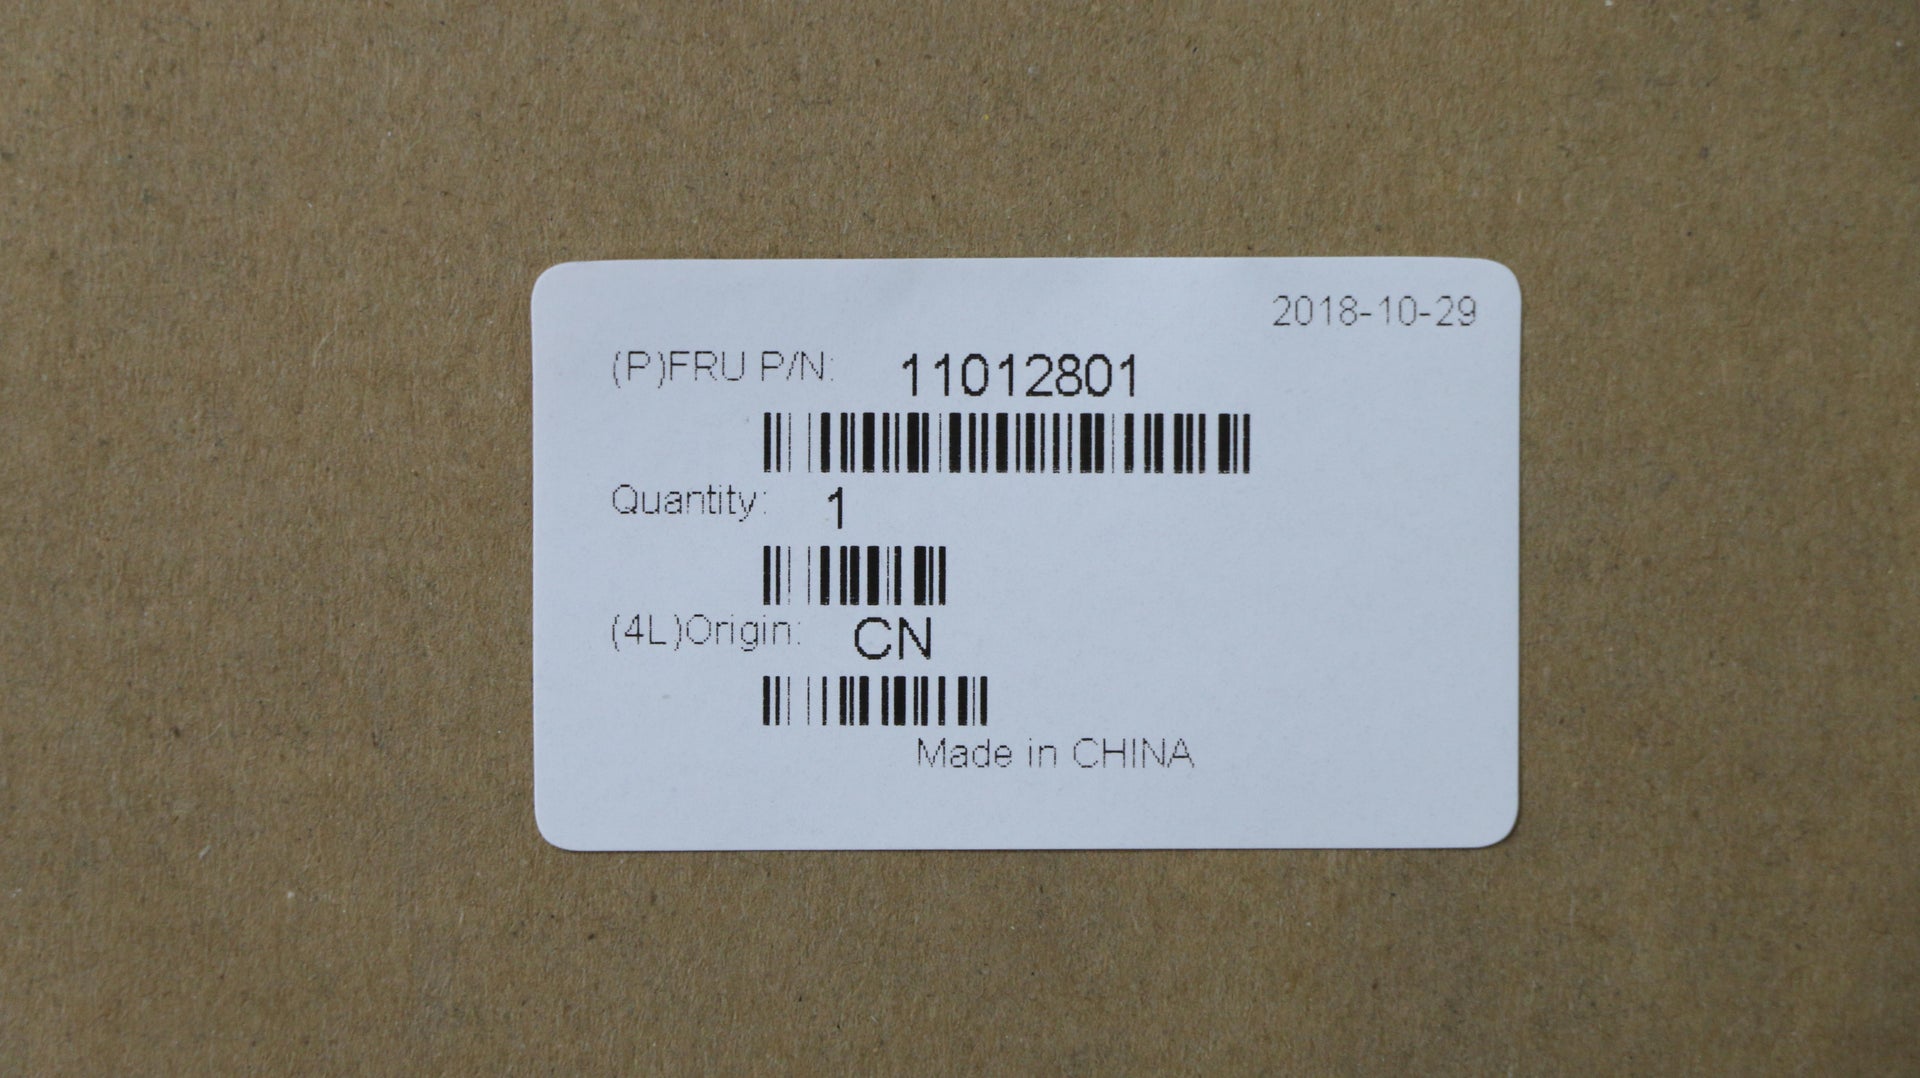 2018-10-29
(P)FRU P/N: 11012801
Quantity: 1
(4L)Origin: CN
Made in CHINA